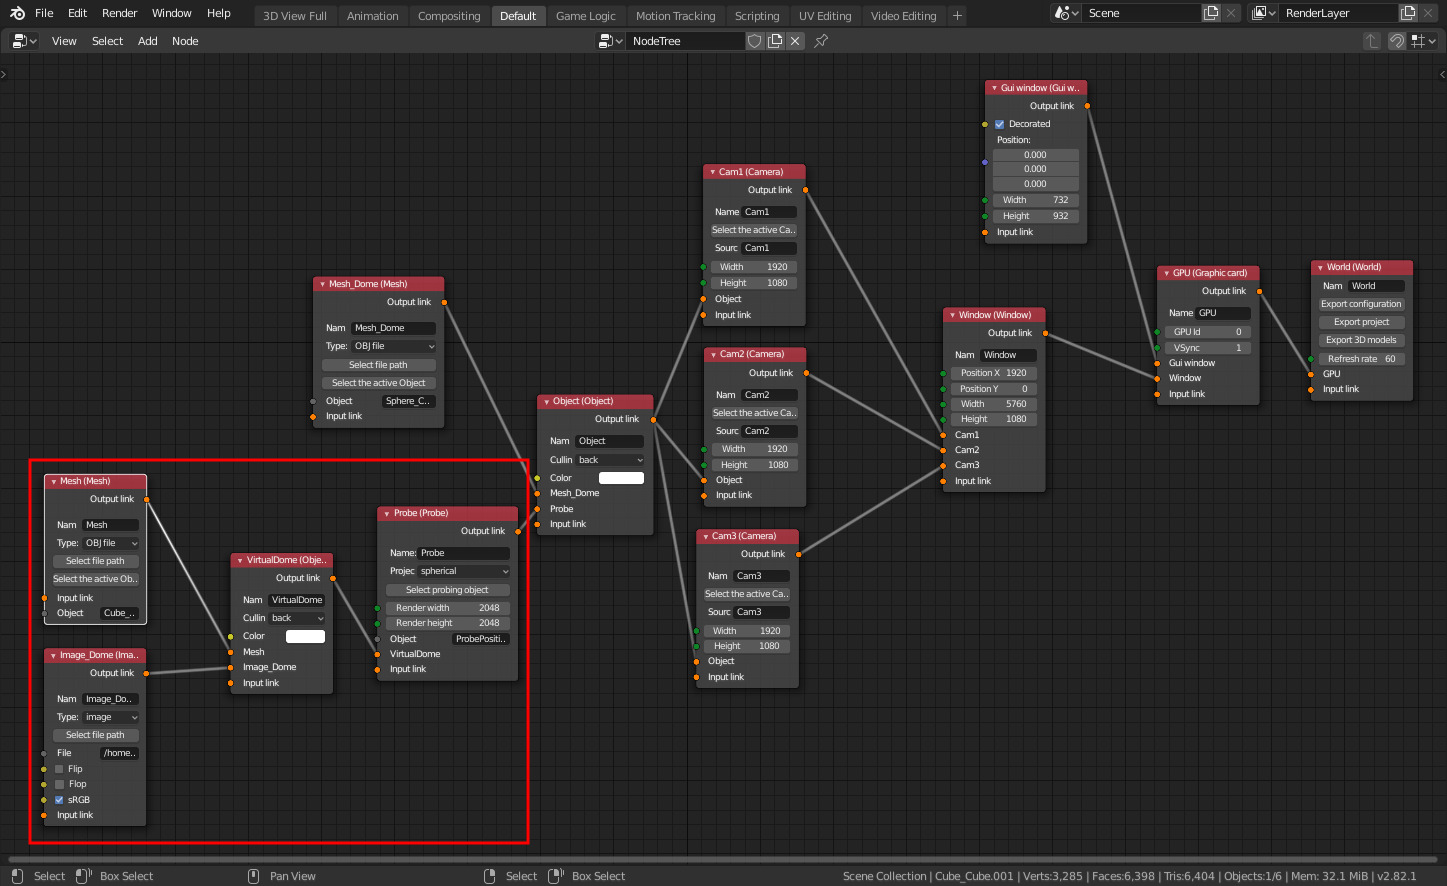 File Edit Render Window Help
3D View Full Animation Compositing Default Game Logic Motion Tracking Scripting UV Editing Video Editing +
Scene
RenderLayer
View Select Add Node
NodeTree
Gui window (Gui w..
Output link
Decorated
Position:
0.000
0.000
0.000
Width 732
Height 932
Input link
Cam1 (Camera)
Output link
Name Cam1
Select the active Ca..
Sourc Cam1
Width 1920
Height 1080
Object
Input link
Mesh_Dome (Mesh)
Output link
Nam Mesh_Dome
Type: OBJ file
Select file path
Select the active Object
Object Sphere_C..
Input link
Cam2 (Camera)
Output link
Nam Cam2
Select the active Ca..
Sourc Cam2
Width 1920
Height 1080
Object
Input link
Window (Window)
Output link
Nam Window
Position X 1920
Position Y 0
Width 5760
Height 1080
Cam1
Cam2
Cam3
Input link
GPU (Graphic card)
Output link
Name GPU
GPU Id 0
VSync 1
Gui window
Window
Input link
World (World)
Nam World
Export configuration
Export project
Export 3D models
Refresh rate 60
GPU
Input link
Object (Object)
Output link
Nam Object
Cullin back
Color
Mesh_Dome
Probe
Input link
Mesh (Mesh)
Output link
Nam Mesh
Type: OBJ file
Select file path
Select the active Ob..
Input link
Object Cube_..
VirtualDome (Obje..
Output link
Nam VirtualDome
Cullin back
Color
Mesh
Image_Dome
Input link
Probe (Probe)
Output link
Name: Probe
Projec spherical
Select probing object
Render width 2048
Render height 2048
Object ProbePositi..
VirtualDome
Input link
Cam3 (Camera)
Output link
Nam Cam3
Select the active Ca..
Sourc Cam3
Width 1920
Height 1080
Object
Input link
Image_Dome (Ima..
Output link
Nam Image_Do..
Type: image
Select file path
File /home..
Flip
Flop
sRGB
Input link
Select Box Select Pan View Select Box Select
Scene Collection | Cube_Cube.001 | Verts:3,285 | Faces:6,398 | Tris:6,404 | Objects:1/6 | Mem: 32.1 MiB | v2.82.1